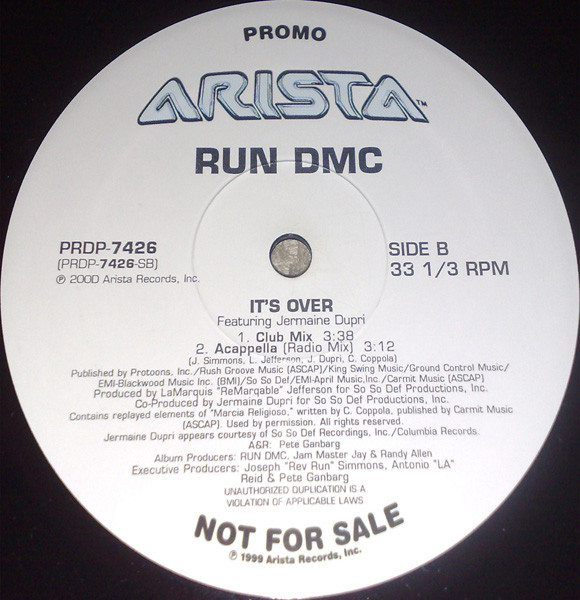 PROMO
ARISTA™
RUN DMC
PRDP-7426
(PRDP-7426-SB)
℗ 2000 Arista Records, Inc.
SIDE B
33 1/3 RPM
IT'S OVER
Featuring Jermaine Dupri
1. Club Mix 3:38
2. Acappella (Radio Mix) 3:12
(J. Simmons, L. Jefferson, J. Dupri, C. Coppola)
Published by Protoons, Inc./Rush Groove Music (ASCAP)/King Swing Music/Ground Control Music/
EMI-Blackwood Music Inc. (BMI)/So So Def/EMI-April Music,Inc./Carmit Music (ASCAP)
Produced by LaMarquis "ReMarqable" Jefferson for So So Def Productions, Inc.
Co-Produced by Jermaine Dupri for So So Def Productions, Inc.
Contains replayed elements of "Marcia Religioso," written by C. Coppola, published by Carmit Music
(ASCAP). Used by permission. All rights reserved.
Jermaine Dupri appears courtesy of So So Def Recordings, Inc./Columbia Records.
A&R: Pete Ganbarg
Album Producers: RUN DMC, Jam Master Jay & Randy Allen
Executive Producers: Joseph "Rev Run" Simmons, Antonio "LA"
Reid & Pete Ganbarg
UNAUTHORIZED DUPLICATION IS A
VIOLATION OF APPLICABLE LAWS
NOT FOR SALE
℗ 1999 Arista Records, Inc.